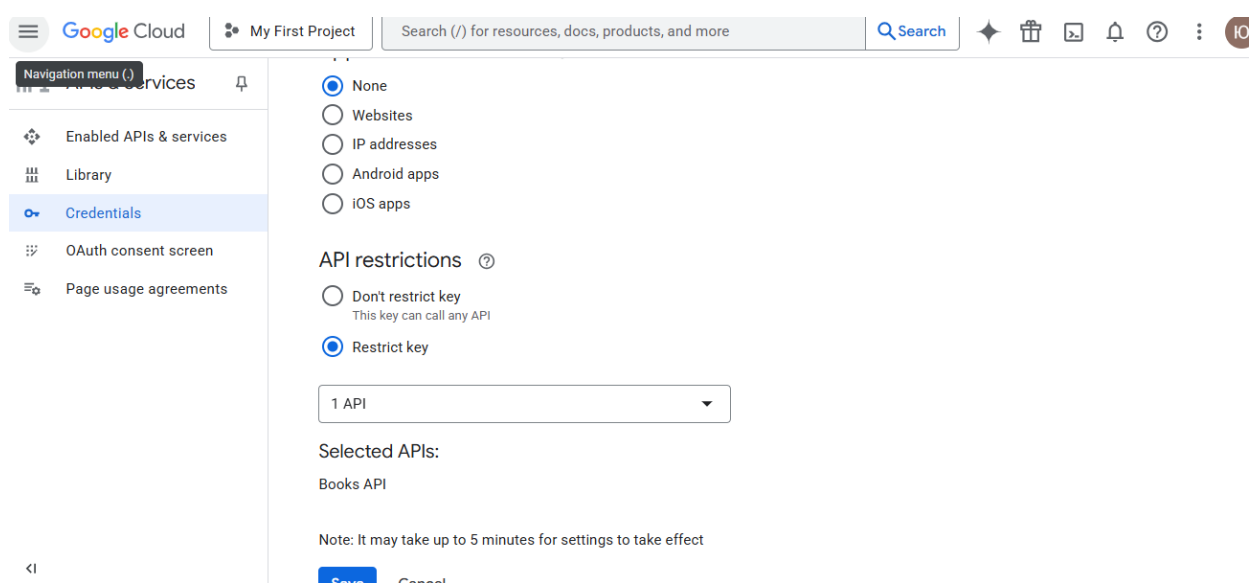 Google Cloud
My First Project
Search (/) for resources, docs, products, and more
Search
Ю
Navigation menu (.)
Enabled APIs & services
Library
Credentials
OAuth consent screen
Page usage agreements
None
Websites
IP addresses
Android apps
iOS apps
API restrictions
Don't restrict key
This key can call any API
Restrict key
1 API
Selected APIs:
Books API
Note: It may take up to 5 minutes for settings to take effect
Save Cancel